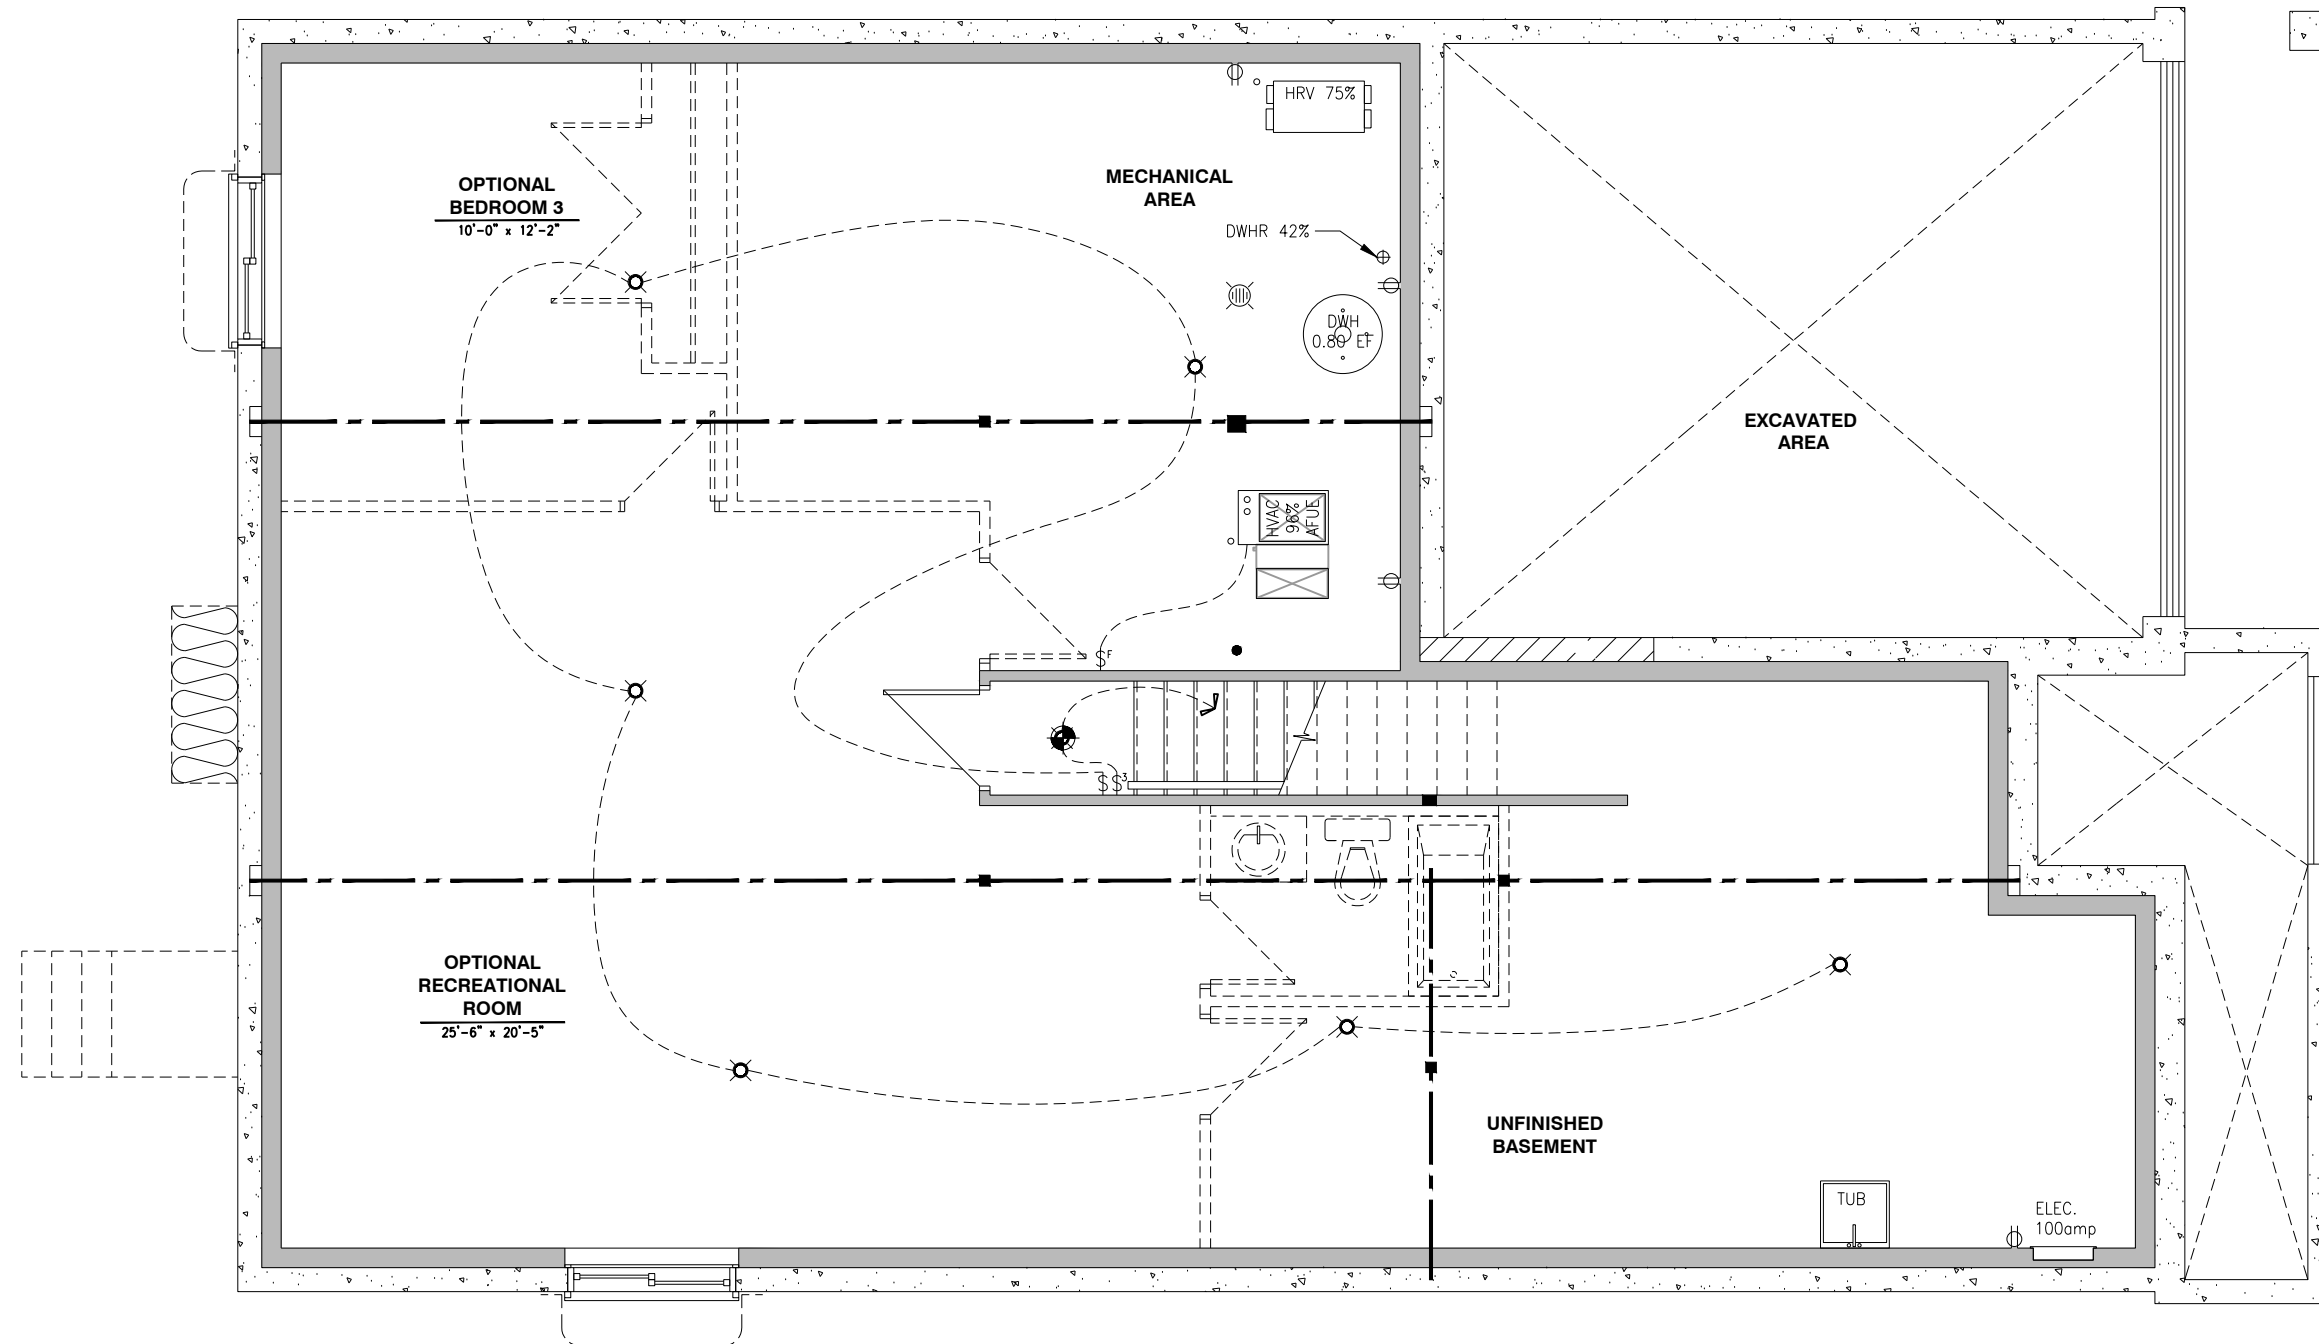 HRV 75%
OPTIONAL
BEDROOM 3
10'-0" x 12'-2"
MECHANICAL
AREA
DWHR 42%
DWH
0.80 EF
EXCAVATED
AREA
HVAC
96%
AFUE
$F
$$3
OPTIONAL
RECREATIONAL
ROOM
25'-6" x 20'-5"
UNFINISHED
BASEMENT
TUB
ELEC.
100amp